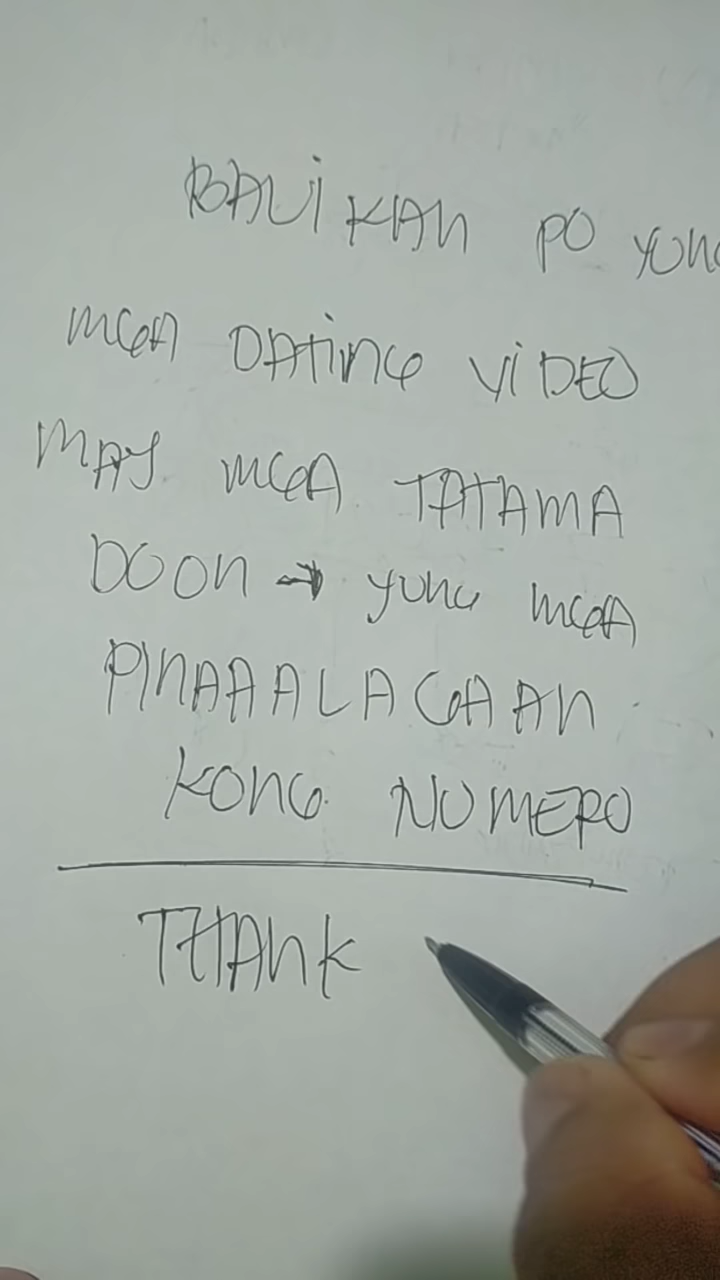 BALIKAN PO YUNG
MGA DATING VIDEO
MAY MGA TATAMA
DOON → YUNG MGA
PINAAALAGAAN
KONG NUMERO
THANK